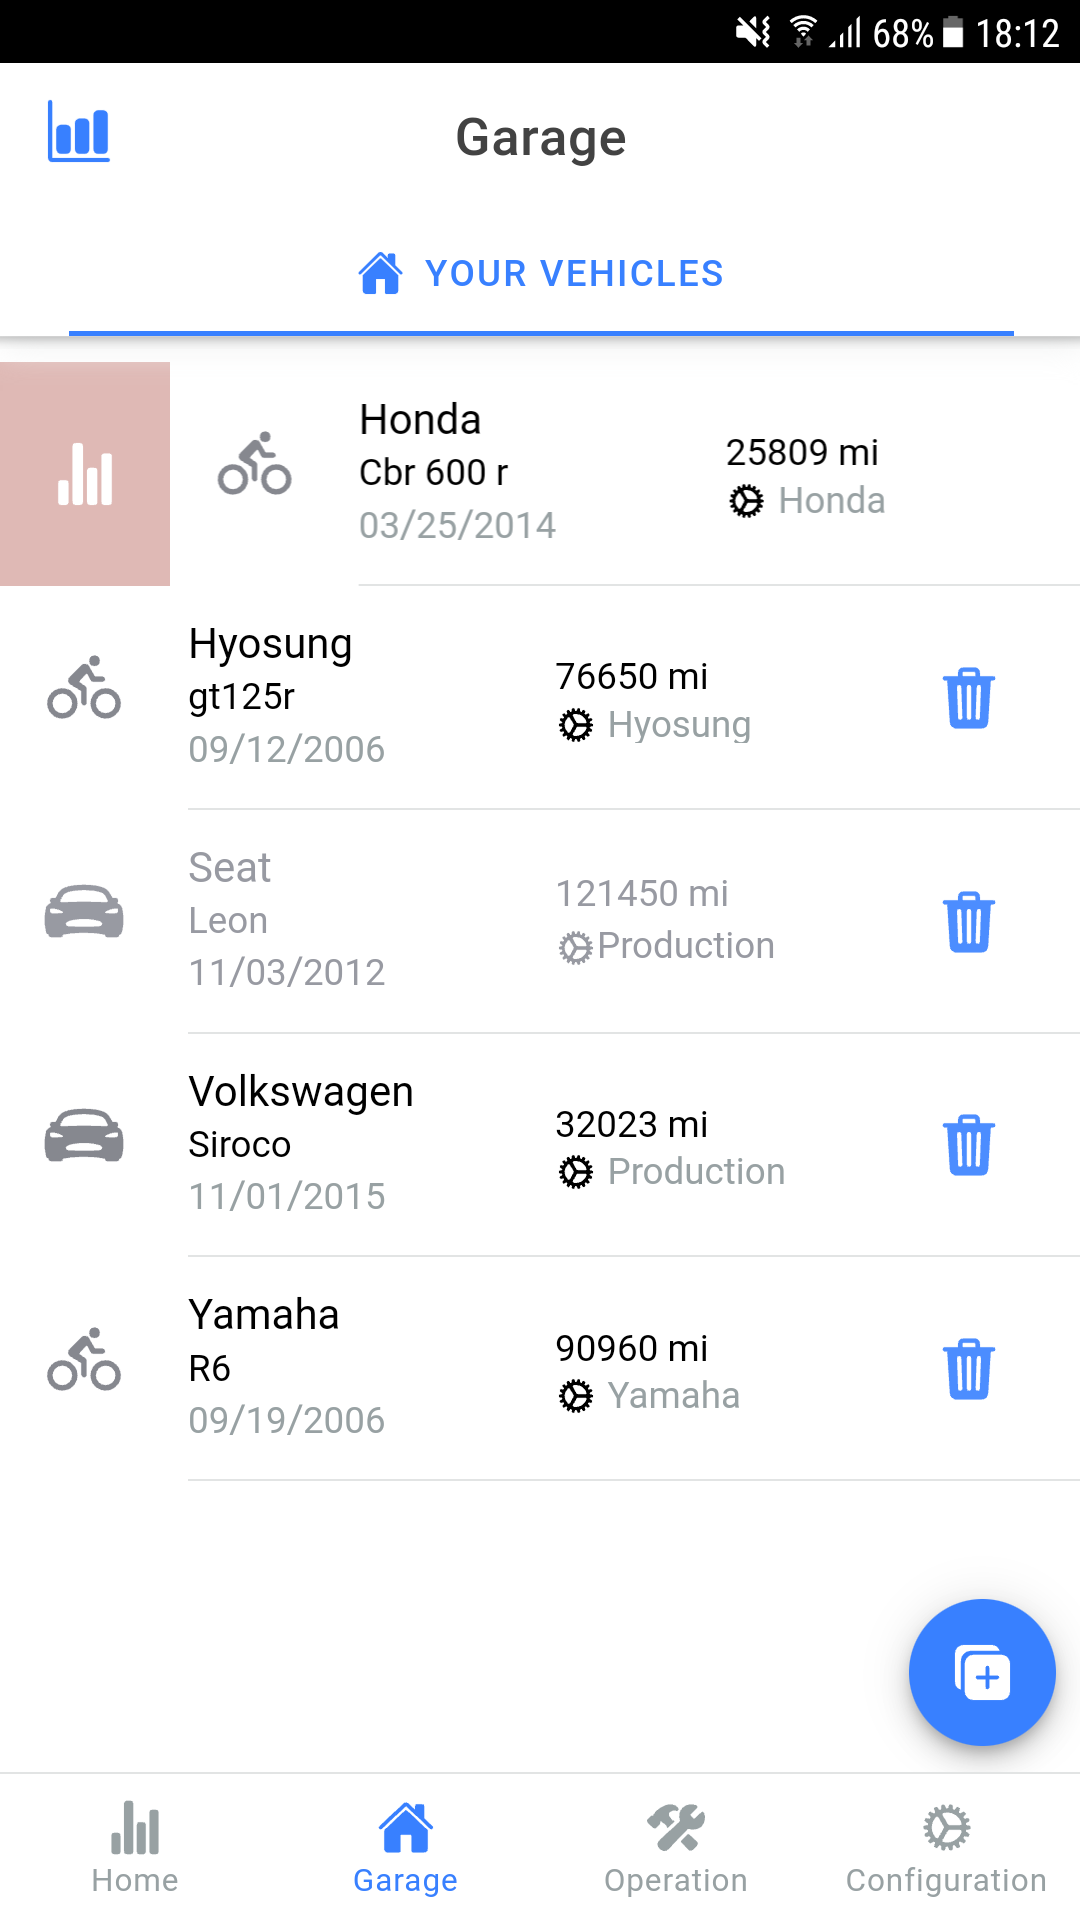 68% 18:12
Garage
YOUR VEHICLES
Honda
Cbr 600 r
03/25/2014
25809 mi
Honda
Hyosung
gt125r
09/12/2006
76650 mi
Hyosung
Seat
Leon
11/03/2012
121450 mi
Production
Volkswagen
Siroco
11/01/2015
32023 mi
Production
Yamaha
R6
09/19/2006
90960 mi
Yamaha
Home Garage Operation Configuration